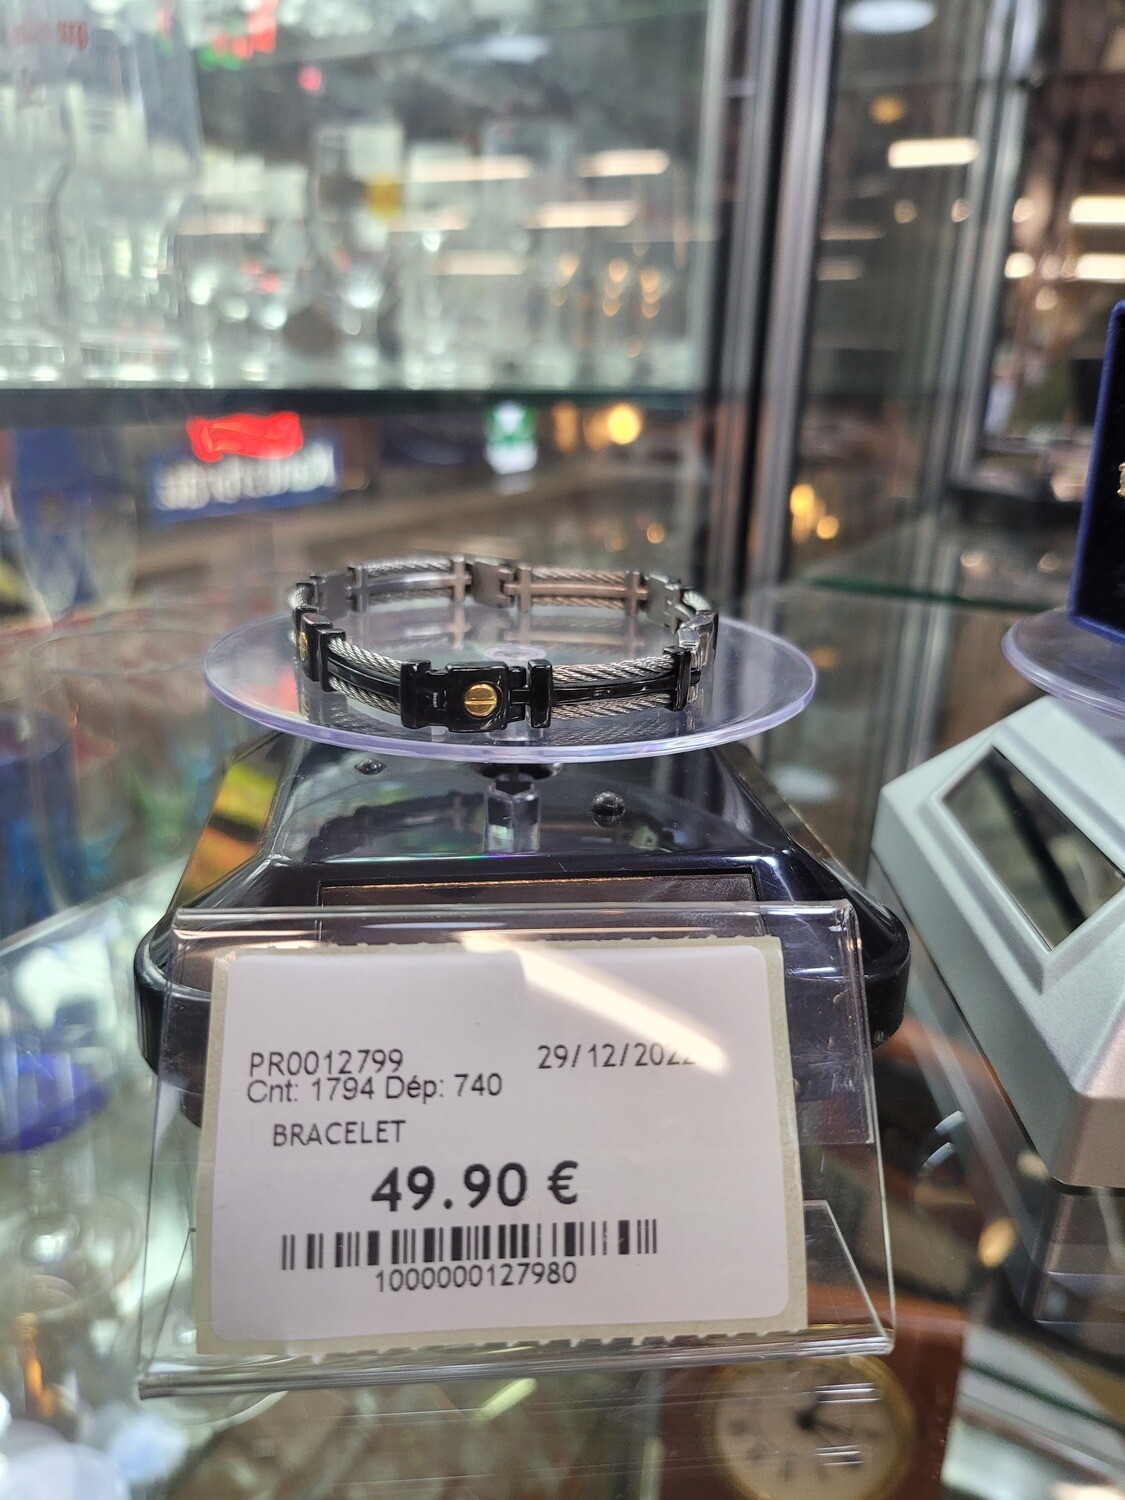 PR0012799 29/12/2022
Cnt: 1794 Dép: 740
BRACELET
49.90 €
1000000127980